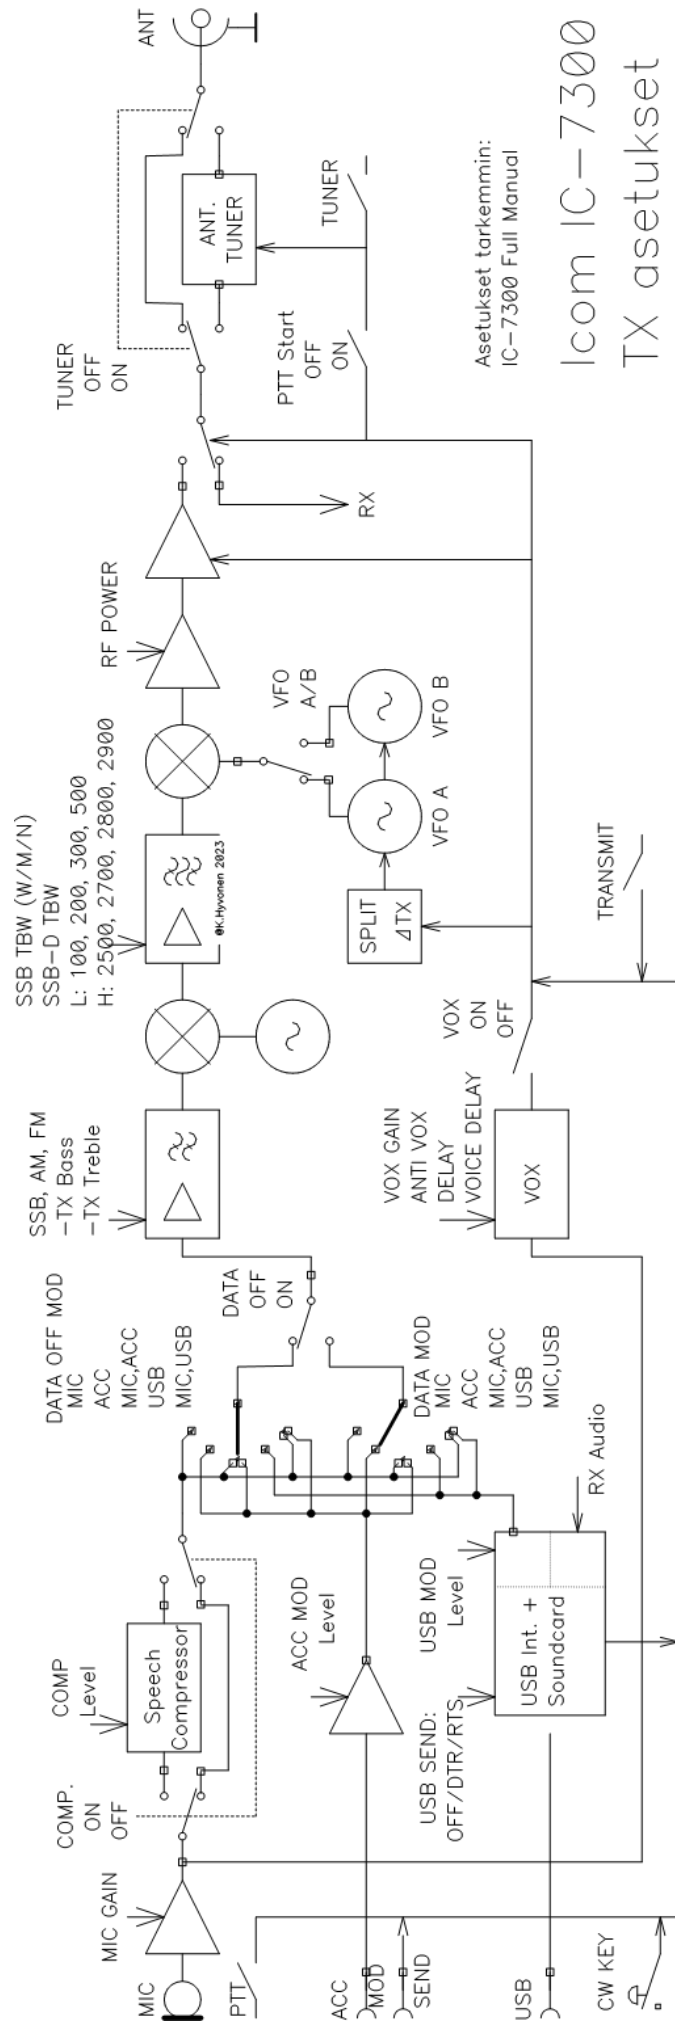 MIC
MIC GAIN
COMP.
ON
OFF
COMP
Level
Speech
Compressor
PTT
ACC
MOD
SEND
USB
CW KEY
ACC MOD
Level
USB SEND:
OFF/DTR/RTS
USB MOD
Level
USB Int. +
Soundcard
RX Audio
DATA OFF MOD
MIC
ACC
MIC,ACC
USB
MIC,USB
DATA
OFF
ON
DATA MOD
MIC
ACC
MIC,ACC
USB
MIC,USB
SSB, AM, FM
-TX Bass
-TX Treble
VOX GAIN
ANTI VOX
DELAY
VOICE DELAY
VOX
VOX
ON
OFF
TRANSMIT
SSB TBW (W/M/N)
SSB-D TBW
L: 100, 200, 300, 500
H: 2500, 2700, 2800, 2900
@K.Hyvonen 2023
SPLIT
ΔTX
VFO A
VFO B
VFO
A/B
RF POWER
RX
TUNER
OFF
ON
PTT Start
OFF
ON
ANT.
TUNER
TUNER
ANT
Asetukset tarkemmin:
IC-7300 Full Manual
Icom IC-7300
TX asetukset